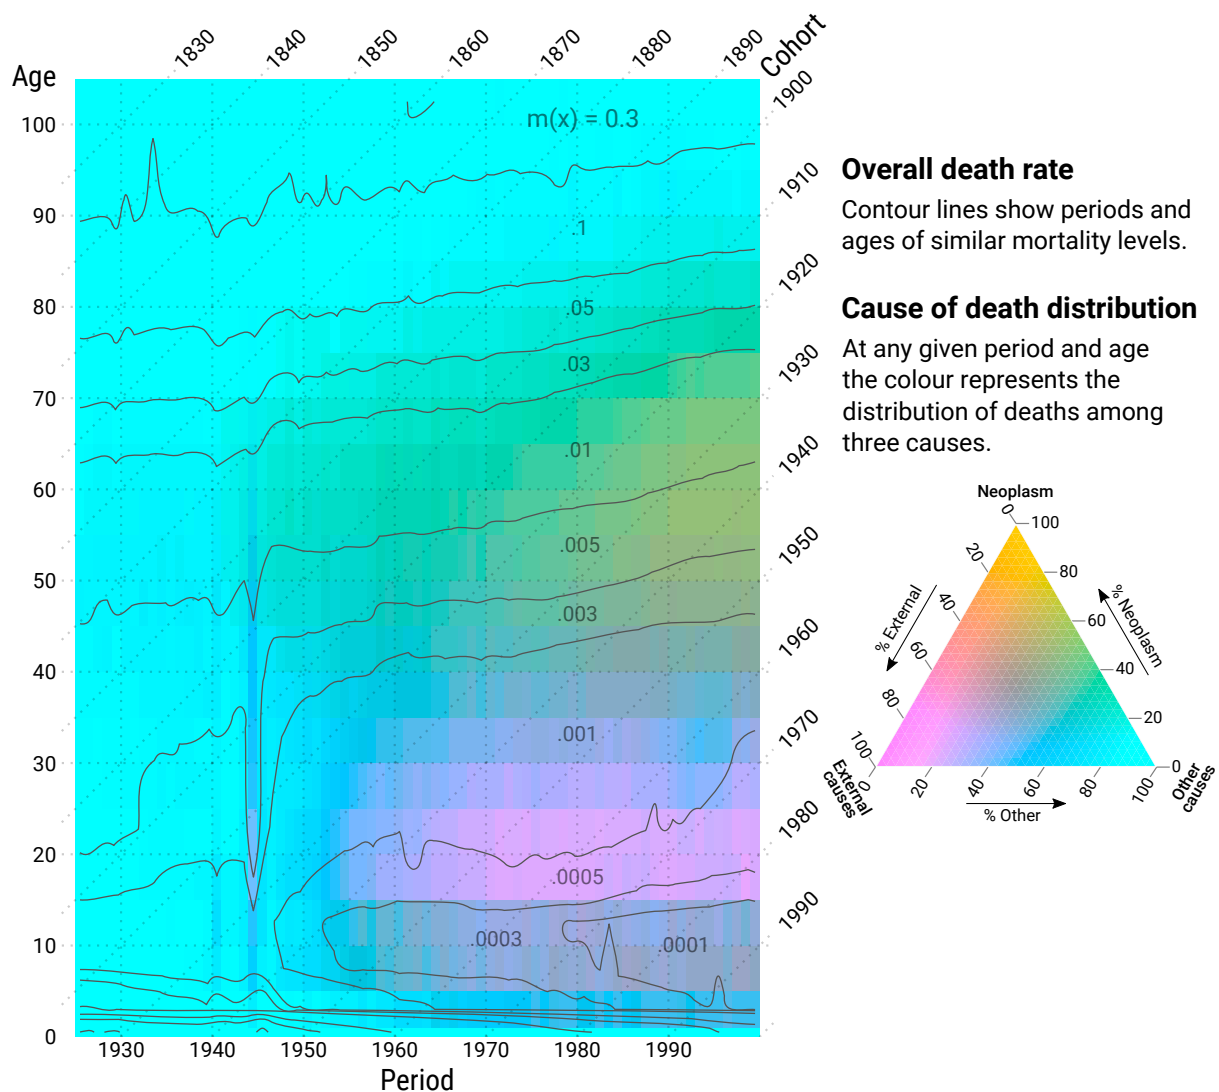 1830 1840 1850 1860 1870 1880 1890 Cohort
Age
1900
100
m(x) = 0.3
Overall death rate
1910
Contour lines show periods and
ages of similar mortality levels.
90
.1
1920
80
.05
Cause of death distribution
At any given period and age
the colour represents the
distribution of deaths among
three causes.
.03
1930
70
.01
1940
60
.005
1950
50
.003
1960
40
.001
1970
30
1980
20
.0005
1990
10
.0003
.0001
0
1930 1940 1950 1960 1970 1980 1990
Period
Neoplasm
0 100
20 80
40 60
60 40
80 20
100 0
% External
% Neoplasm
External
causes
Other
causes
0 20 40 60 80 100
% Other